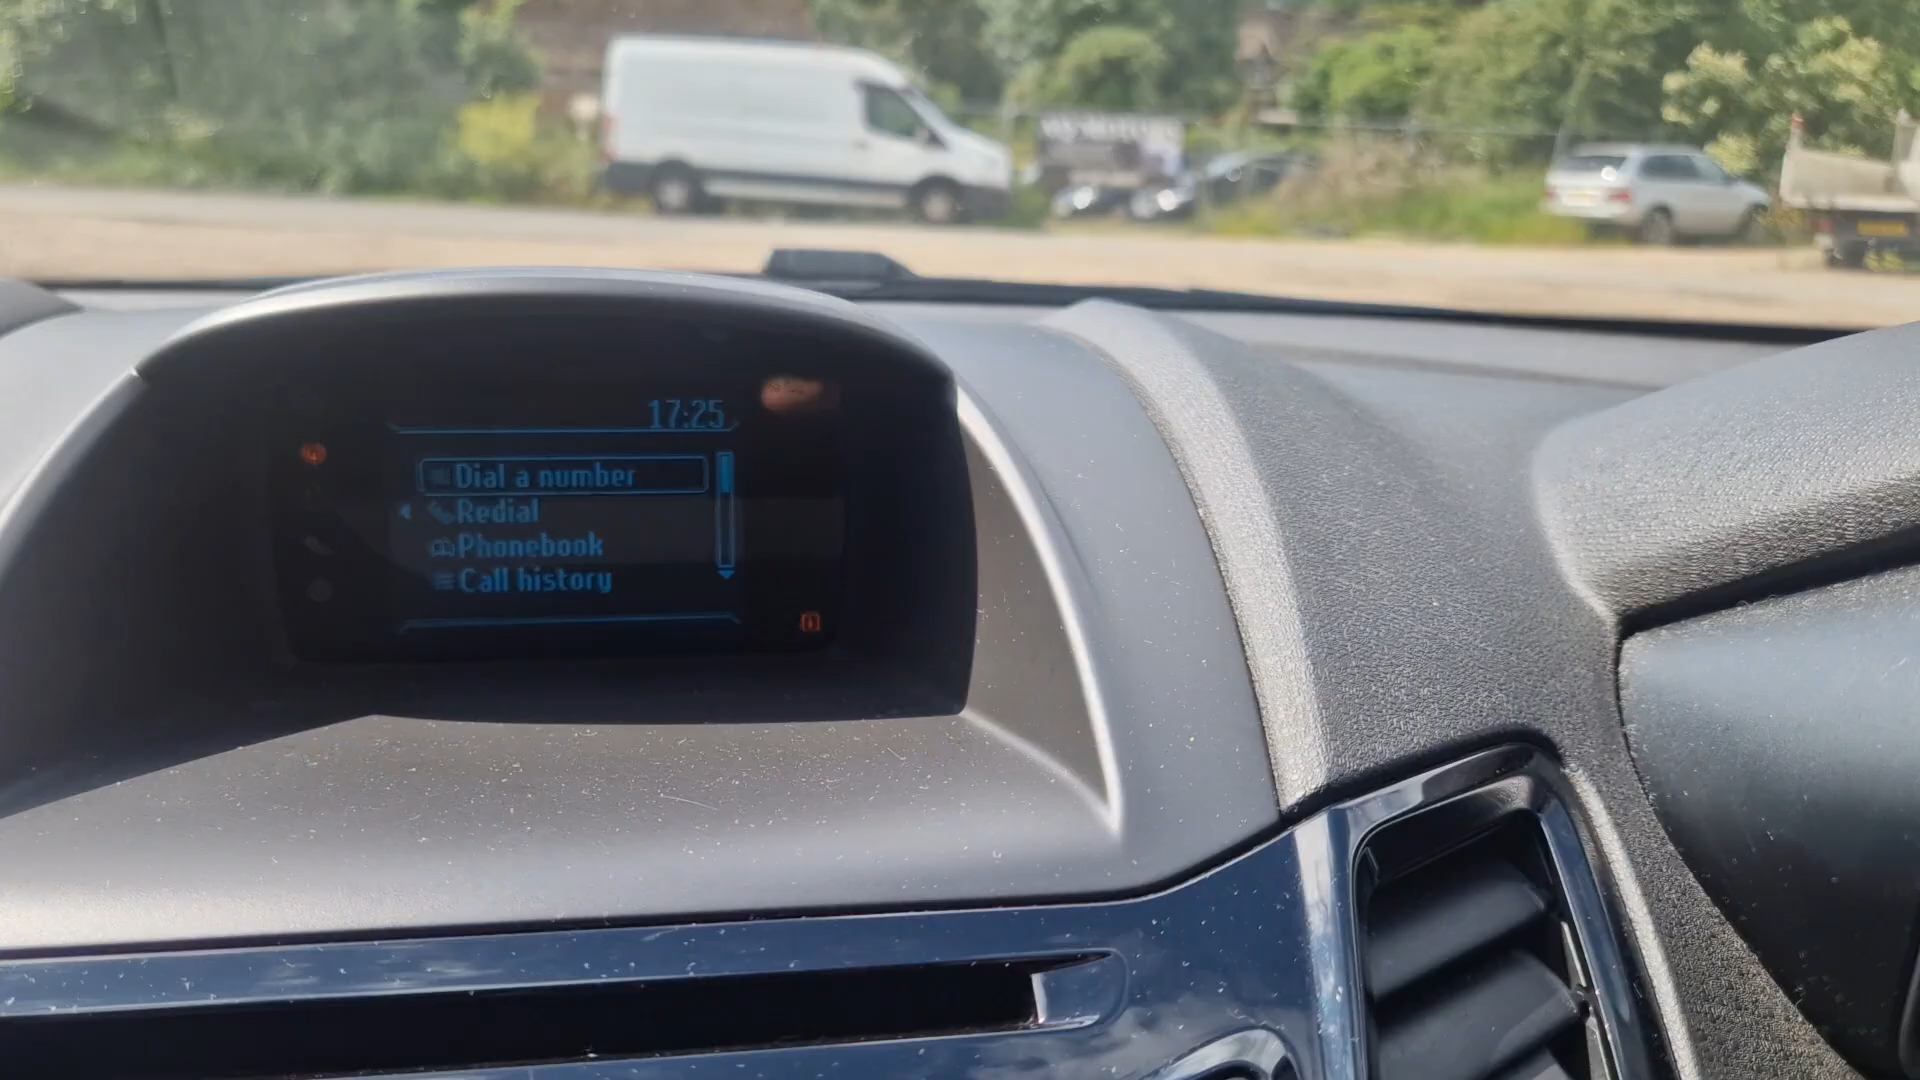 17:25
Dial a number
Redial
Phonebook
Call history